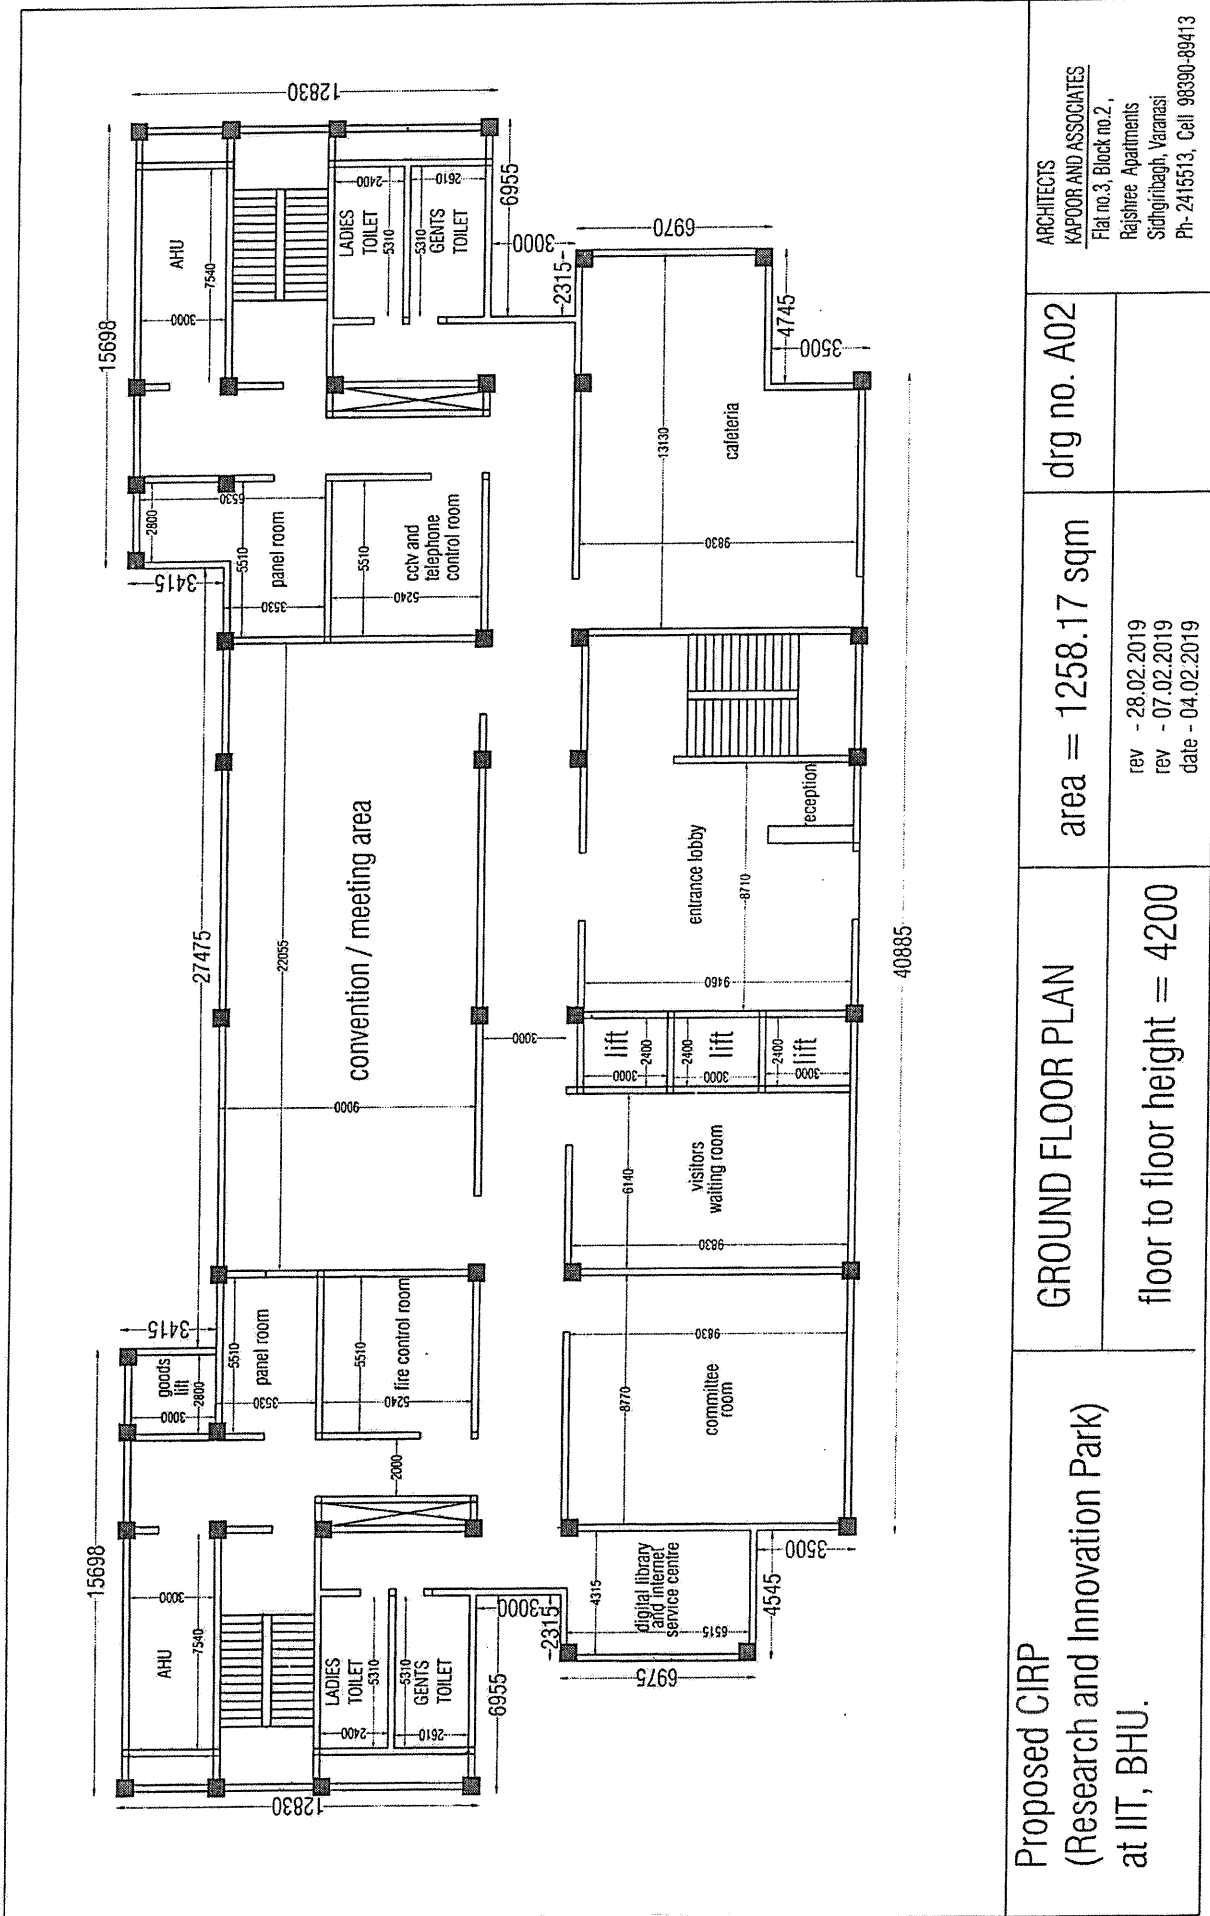 12830
15698
3000
AHU
7540
LADIES
TOILET
2400
5310
5310
2610
GENTS
TOILET
6955
3000
2315
6970
4745
3500
2800
6530
5510
panel room
3530
3415
5510
cctv and
telephone
control room
5240
13130
cafeteria
9830
27475
22055
convention / meeting area
9000
3000
reception
entrance lobby
8710
9460
40885
lift
2400
3000
lift
2400
3000
lift
2400
3000
6140
visitors
waiting room
9830
9830
8770
committee
room
3415
goods
lift
3000
2800
5510
panel room
3530
5510
fire control room
5240
2000
15698
3000
AHU
7540
LADIES
TOILET
2400
5310
5310
GENTS
TOILET
2610
12830
6955
3000
2315
4315
digital library
and internet
service centre
6515
6975
4545
3500
Proposed CIRP
(Research and Innovation Park)
at IIT, BHU.
GROUND FLOOR PLAN
floor to floor height = 4200
area = 1258.17 sqm
rev - 28.02.2019
rev - 07.02.2019
date - 04.02.2019
drg no. A02
ARCHITECTS
KAPOOR AND ASSOCIATES
Flat no.3, Block no.2 ,
Rajshree Apartments
Sidhgiribagh, Varanasi
Ph- 2415513, Cell 98390-89413